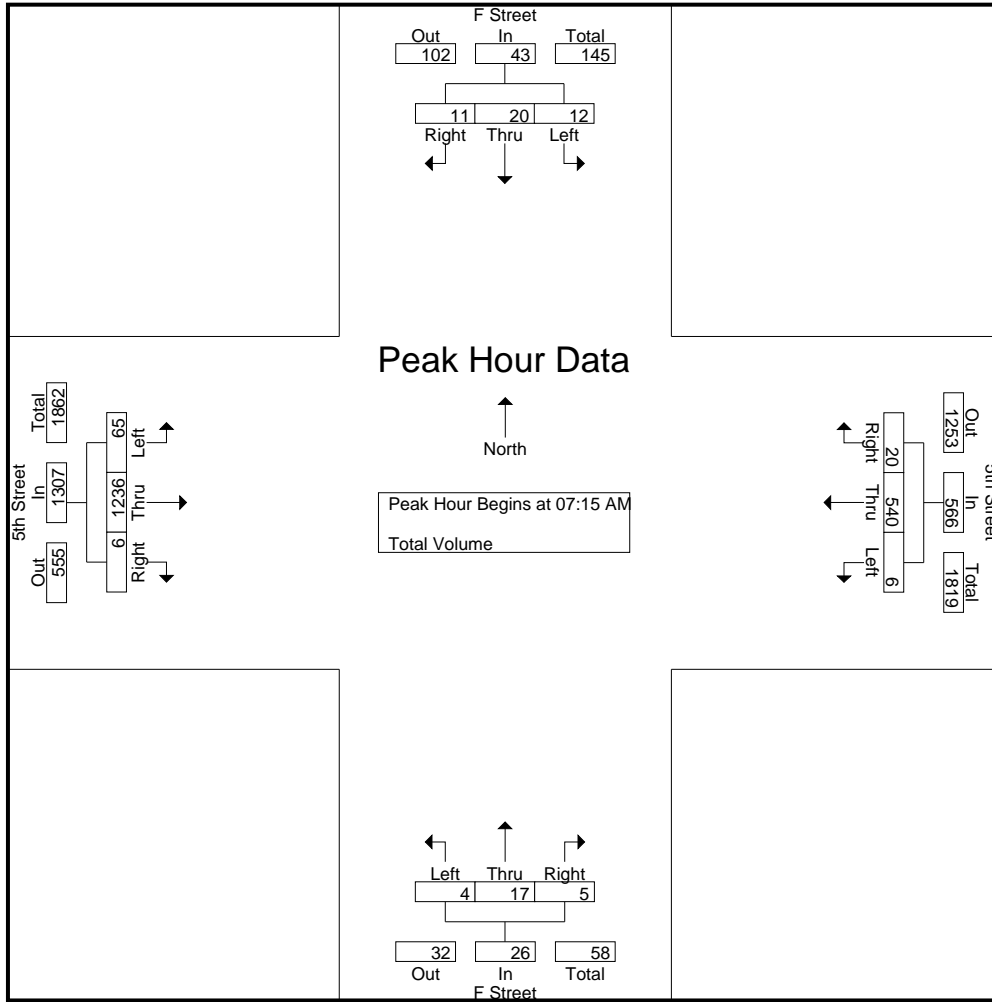 F Street
Out In Total
102 43 145
11 20 12
Right Thru Left
Peak Hour Data
North
Peak Hour Begins at 07:15 AM
Total Volume
5th Street
Out In Total
555 1307 1862
6 1236 65
Right Thru Left
5th Street
Out In Total
1253 566 1819
20 540 6
Right Thru Left
Left Thru Right
4 17 5
32 26 58
Out In Total
F Street